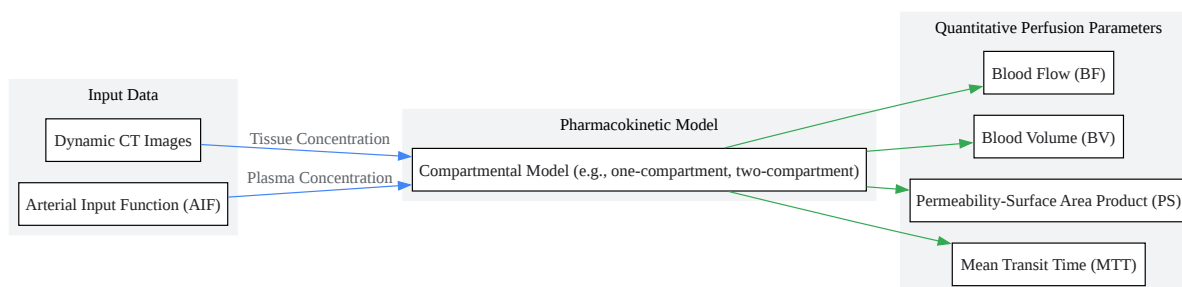 Input Data
Dynamic CT Images
Arterial Input Function (AIF)
Tissue Concentration
Plasma Concentration
Pharmacokinetic Model
Compartmental Model (e.g., one-compartment, two-compartment)
Quantitative Perfusion Parameters
Blood Flow (BF)
Blood Volume (BV)
Permeability-Surface Area Product (PS)
Mean Transit Time (MTT)